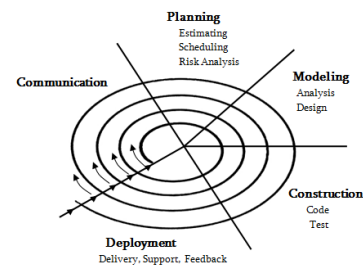 Planning
Estimating
Scheduling
Risk Analysis
Communication
Modeling
Analysis
Design
Construction
Code
Test
Deployment
Delivery, Support, Feedback